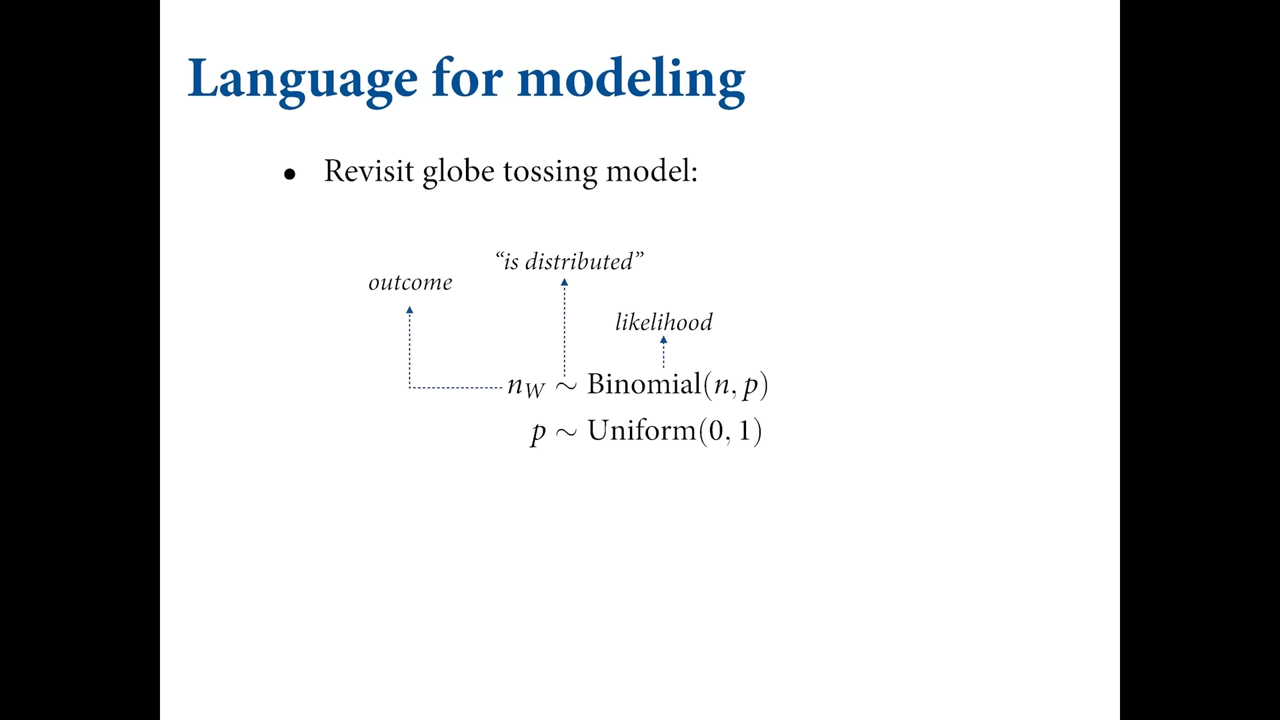 Language for modeling
• Revisit globe tossing model:
“is distributed”
outcome
likelihood
n_W ~ Binomial(n, p)
p ~ Uniform(0, 1)